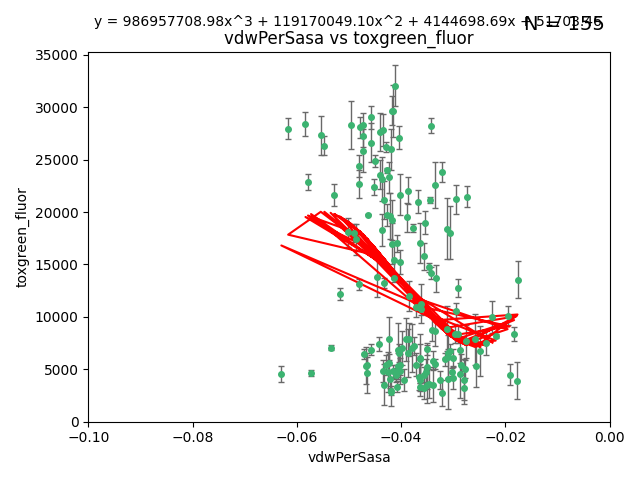 y = 986957708.98x^3 + 119170049.10x^2 + 4144698.69x + 51703.46
N = 155
vdwPerSasa vs toxgreen_fluor
35000
30000
25000
20000
15000
10000
5000
0
toxgreen_fluor
−0.10 −0.08 −0.06 −0.04 −0.02 0.00
vdwPerSasa